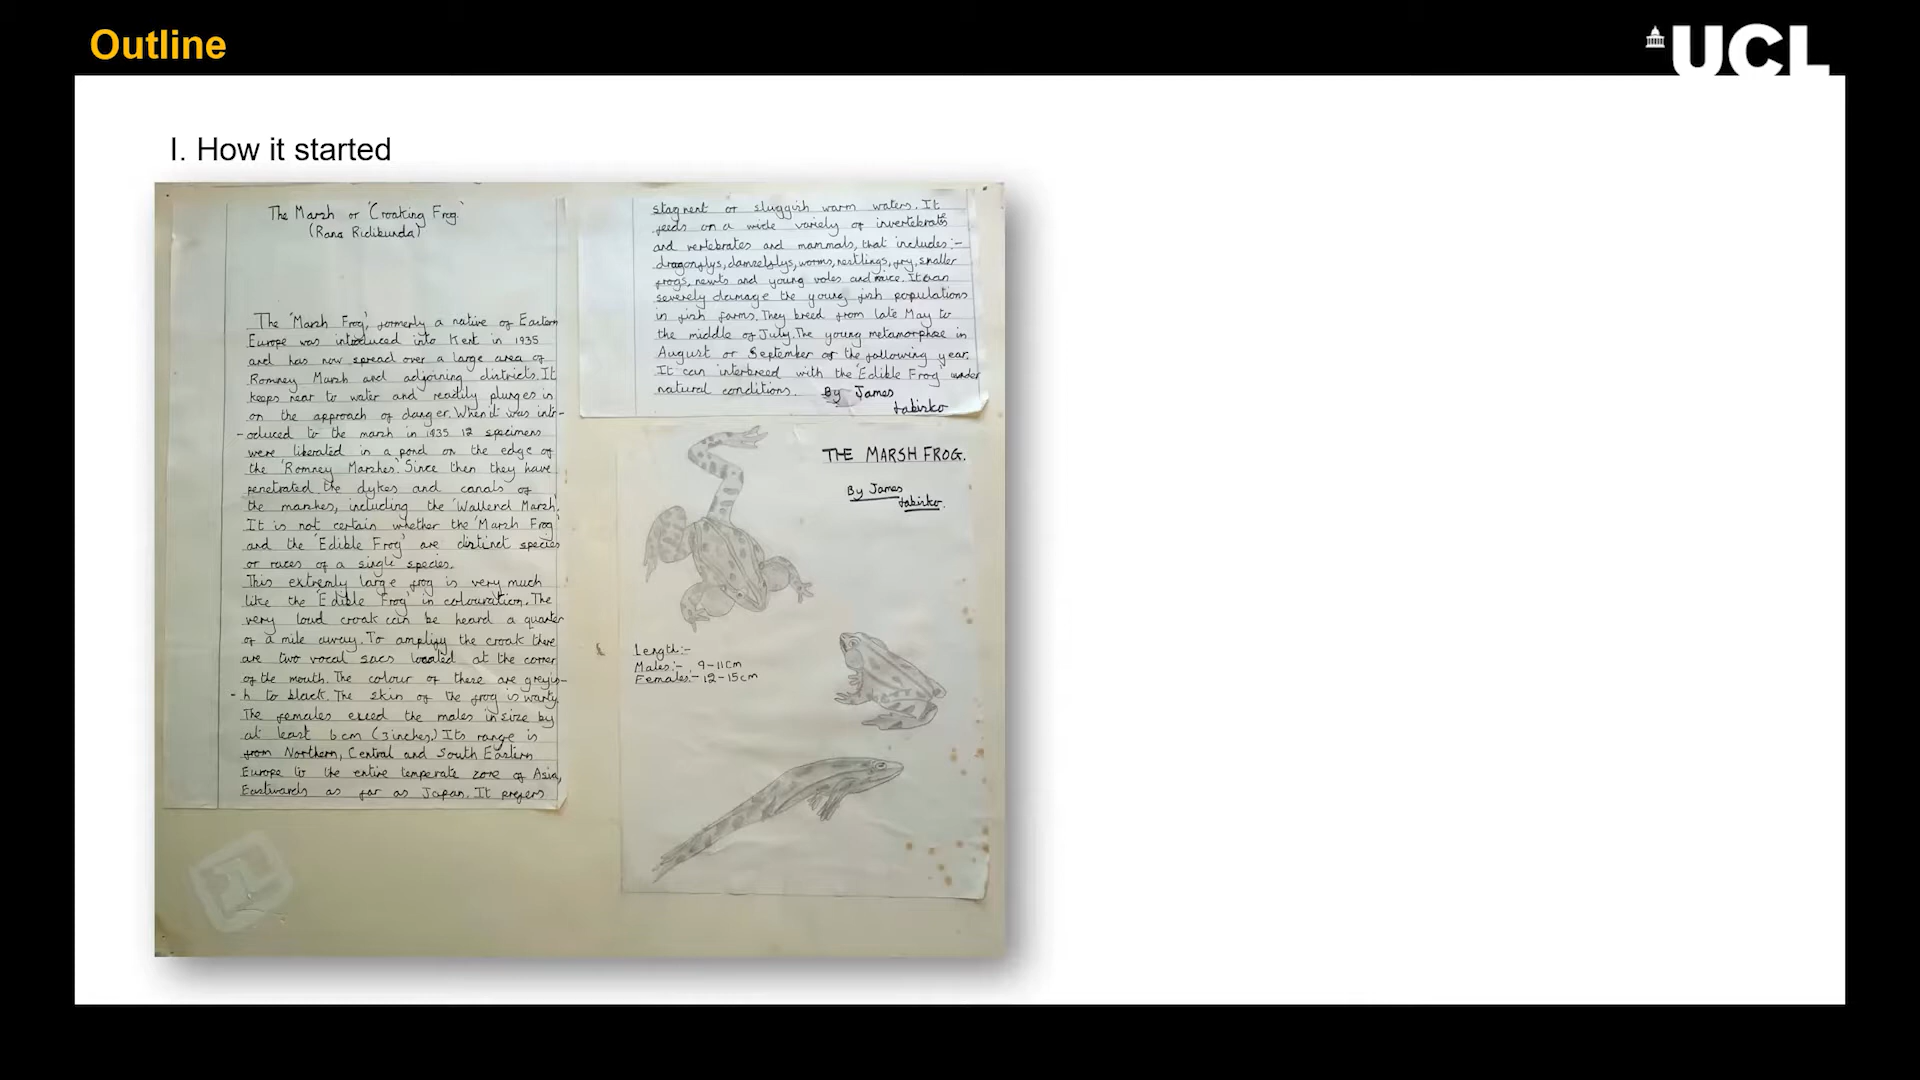 Outline
UCL
I. How it started
The Marsh or 'Croaking Frog.'
(Rana Ridibunda)
The 'Marsh Frog', formerly a native of Eastern
Europe was introduced into Kent in 1935
and has now spread over a large area of
Romney Marsh and adjoining districts. It
keeps near to water and readily plunges in
on the approach of danger. When it was intr-
-oduced to the marsh in 1935 12 specimens
were liberated in a pond on the edge of
the 'Romney Marshes'. Since then they have
penetrated the dykes and canals of
the marshes, including the 'Wallend Marsh'.
It is not certain whether the 'Marsh Frog'
and the 'Edible Frog' are distinct species
or races of a single species.
This extremly large frog is very much
like the 'Edible Frog' in colouration. The
very loud croak can be heard a quarter
of a mile away. To amplify the croak there
are two vocal sacs located at the corner
of the mouth. The colour of these are greyis-
-h to black. The skin of the frog is warty.
The females exeed the males in size by
at least 6cm (3inches.) Its range is
from Northern, Central and South Eastern
Europe to the entire temperate zone of Asia,
Eastwards as far as Japan. It prefers
stagnent or sluggish warm waters. It
feeds on a wide variety of invertebrats
and vertebrates and mammals, that includes:-
dragonflys, damselflys, worms, nestlings, fry, smaller
frogs, newts and young voles and mice. It can
severely damage the young fish populations
in fish farms. They breed from late May to
the middle of July. The young metamorphae in
August or September of the following year.
It can interbreed with the 'Edible Frog' under
natural conditions. By James
Labisko
THE MARSH FROG.
By James
Labisko.
Length:-
Males:- 9-11cm
Females:- 12-15cm